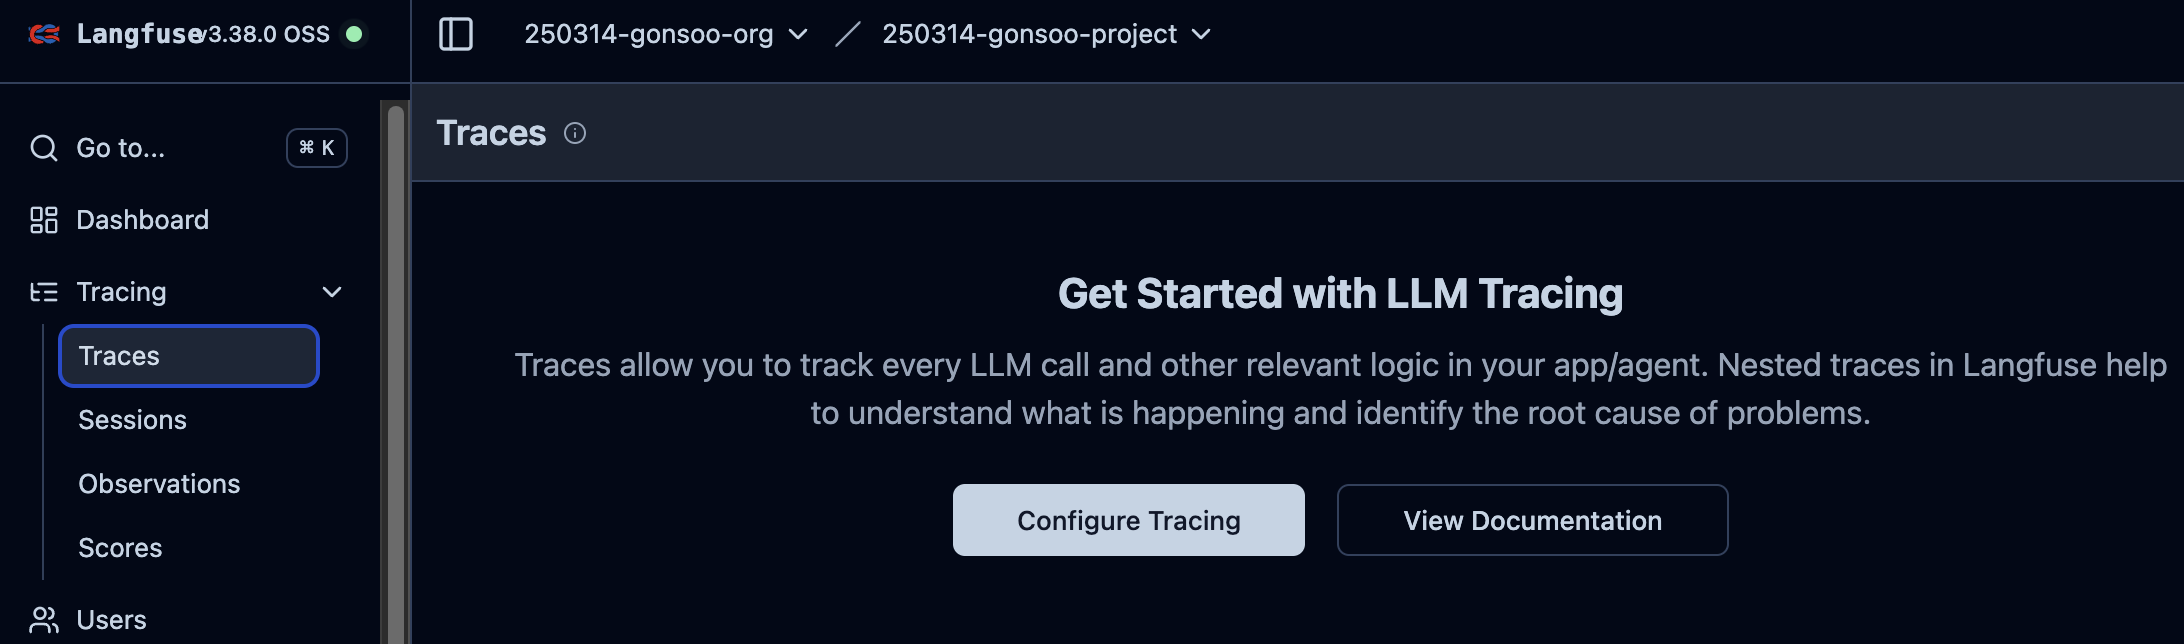 Langfuse v3.38.0 OSS
250314-gonsoo-org / 250314-gonsoo-project
Go to... ⌘ K
Dashboard
Tracing
Traces
Sessions
Observations
Scores
Users
Traces
Get Started with LLM Tracing
Traces allow you to track every LLM call and other relevant logic in your app/agent. Nested traces in Langfuse help
to understand what is happening and identify the root cause of problems.
Configure Tracing
View Documentation